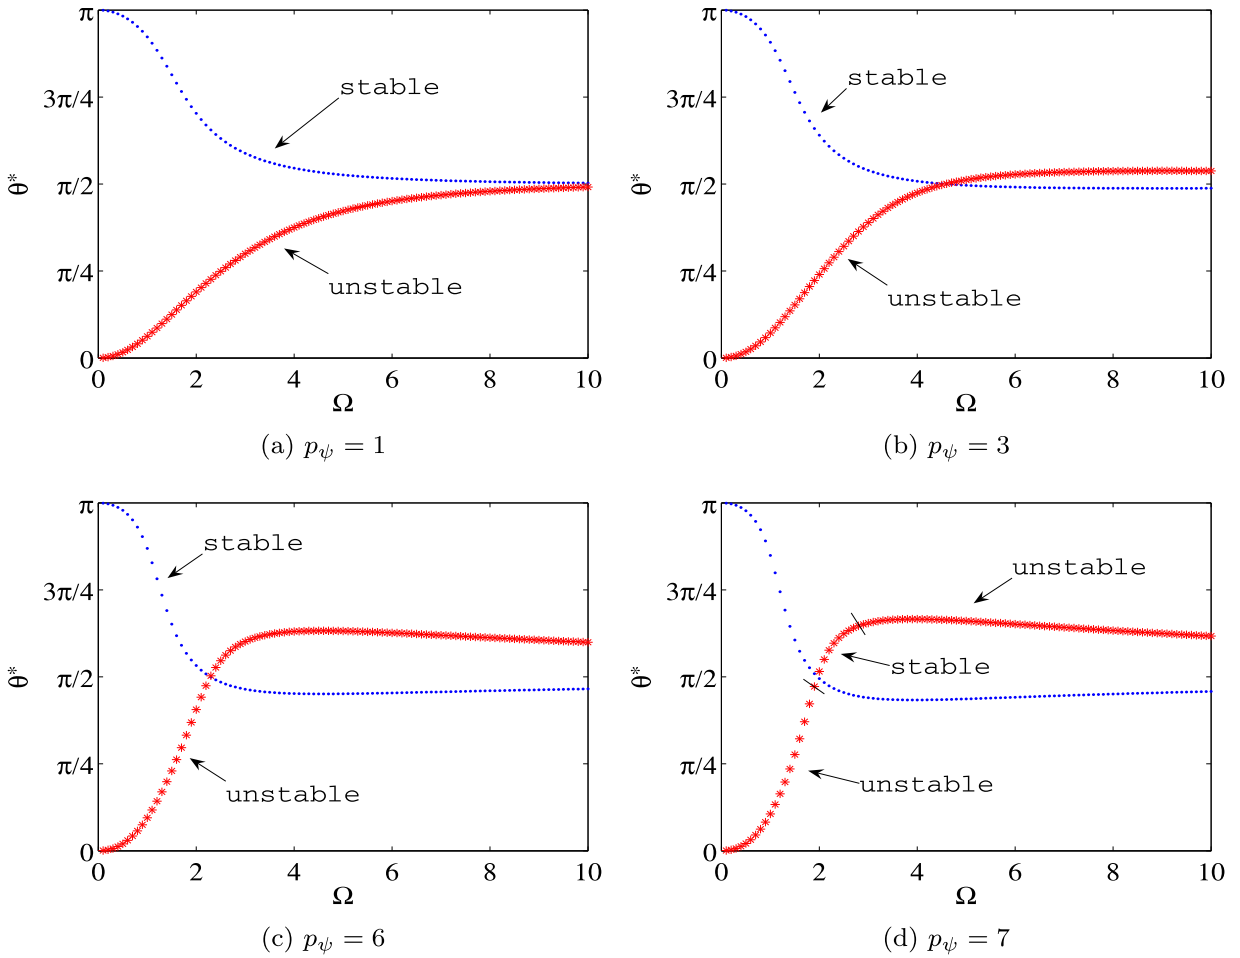 π
3π/4
π/2
π/4
0
θ*
stable
unstable
0 2 4 6 8 10
Ω
(a) pψ = 1
π
3π/4
π/2
π/4
0
θ*
stable
unstable
0 2 4 6 8 10
Ω
(b) pψ = 3
π
3π/4
π/2
π/4
0
θ*
stable
unstable
0 2 4 6 8 10
Ω
(c) pψ = 6
π
3π/4
π/2
π/4
0
θ*
unstable
stable
unstable
0 2 4 6 8 10
Ω
(d) pψ = 7